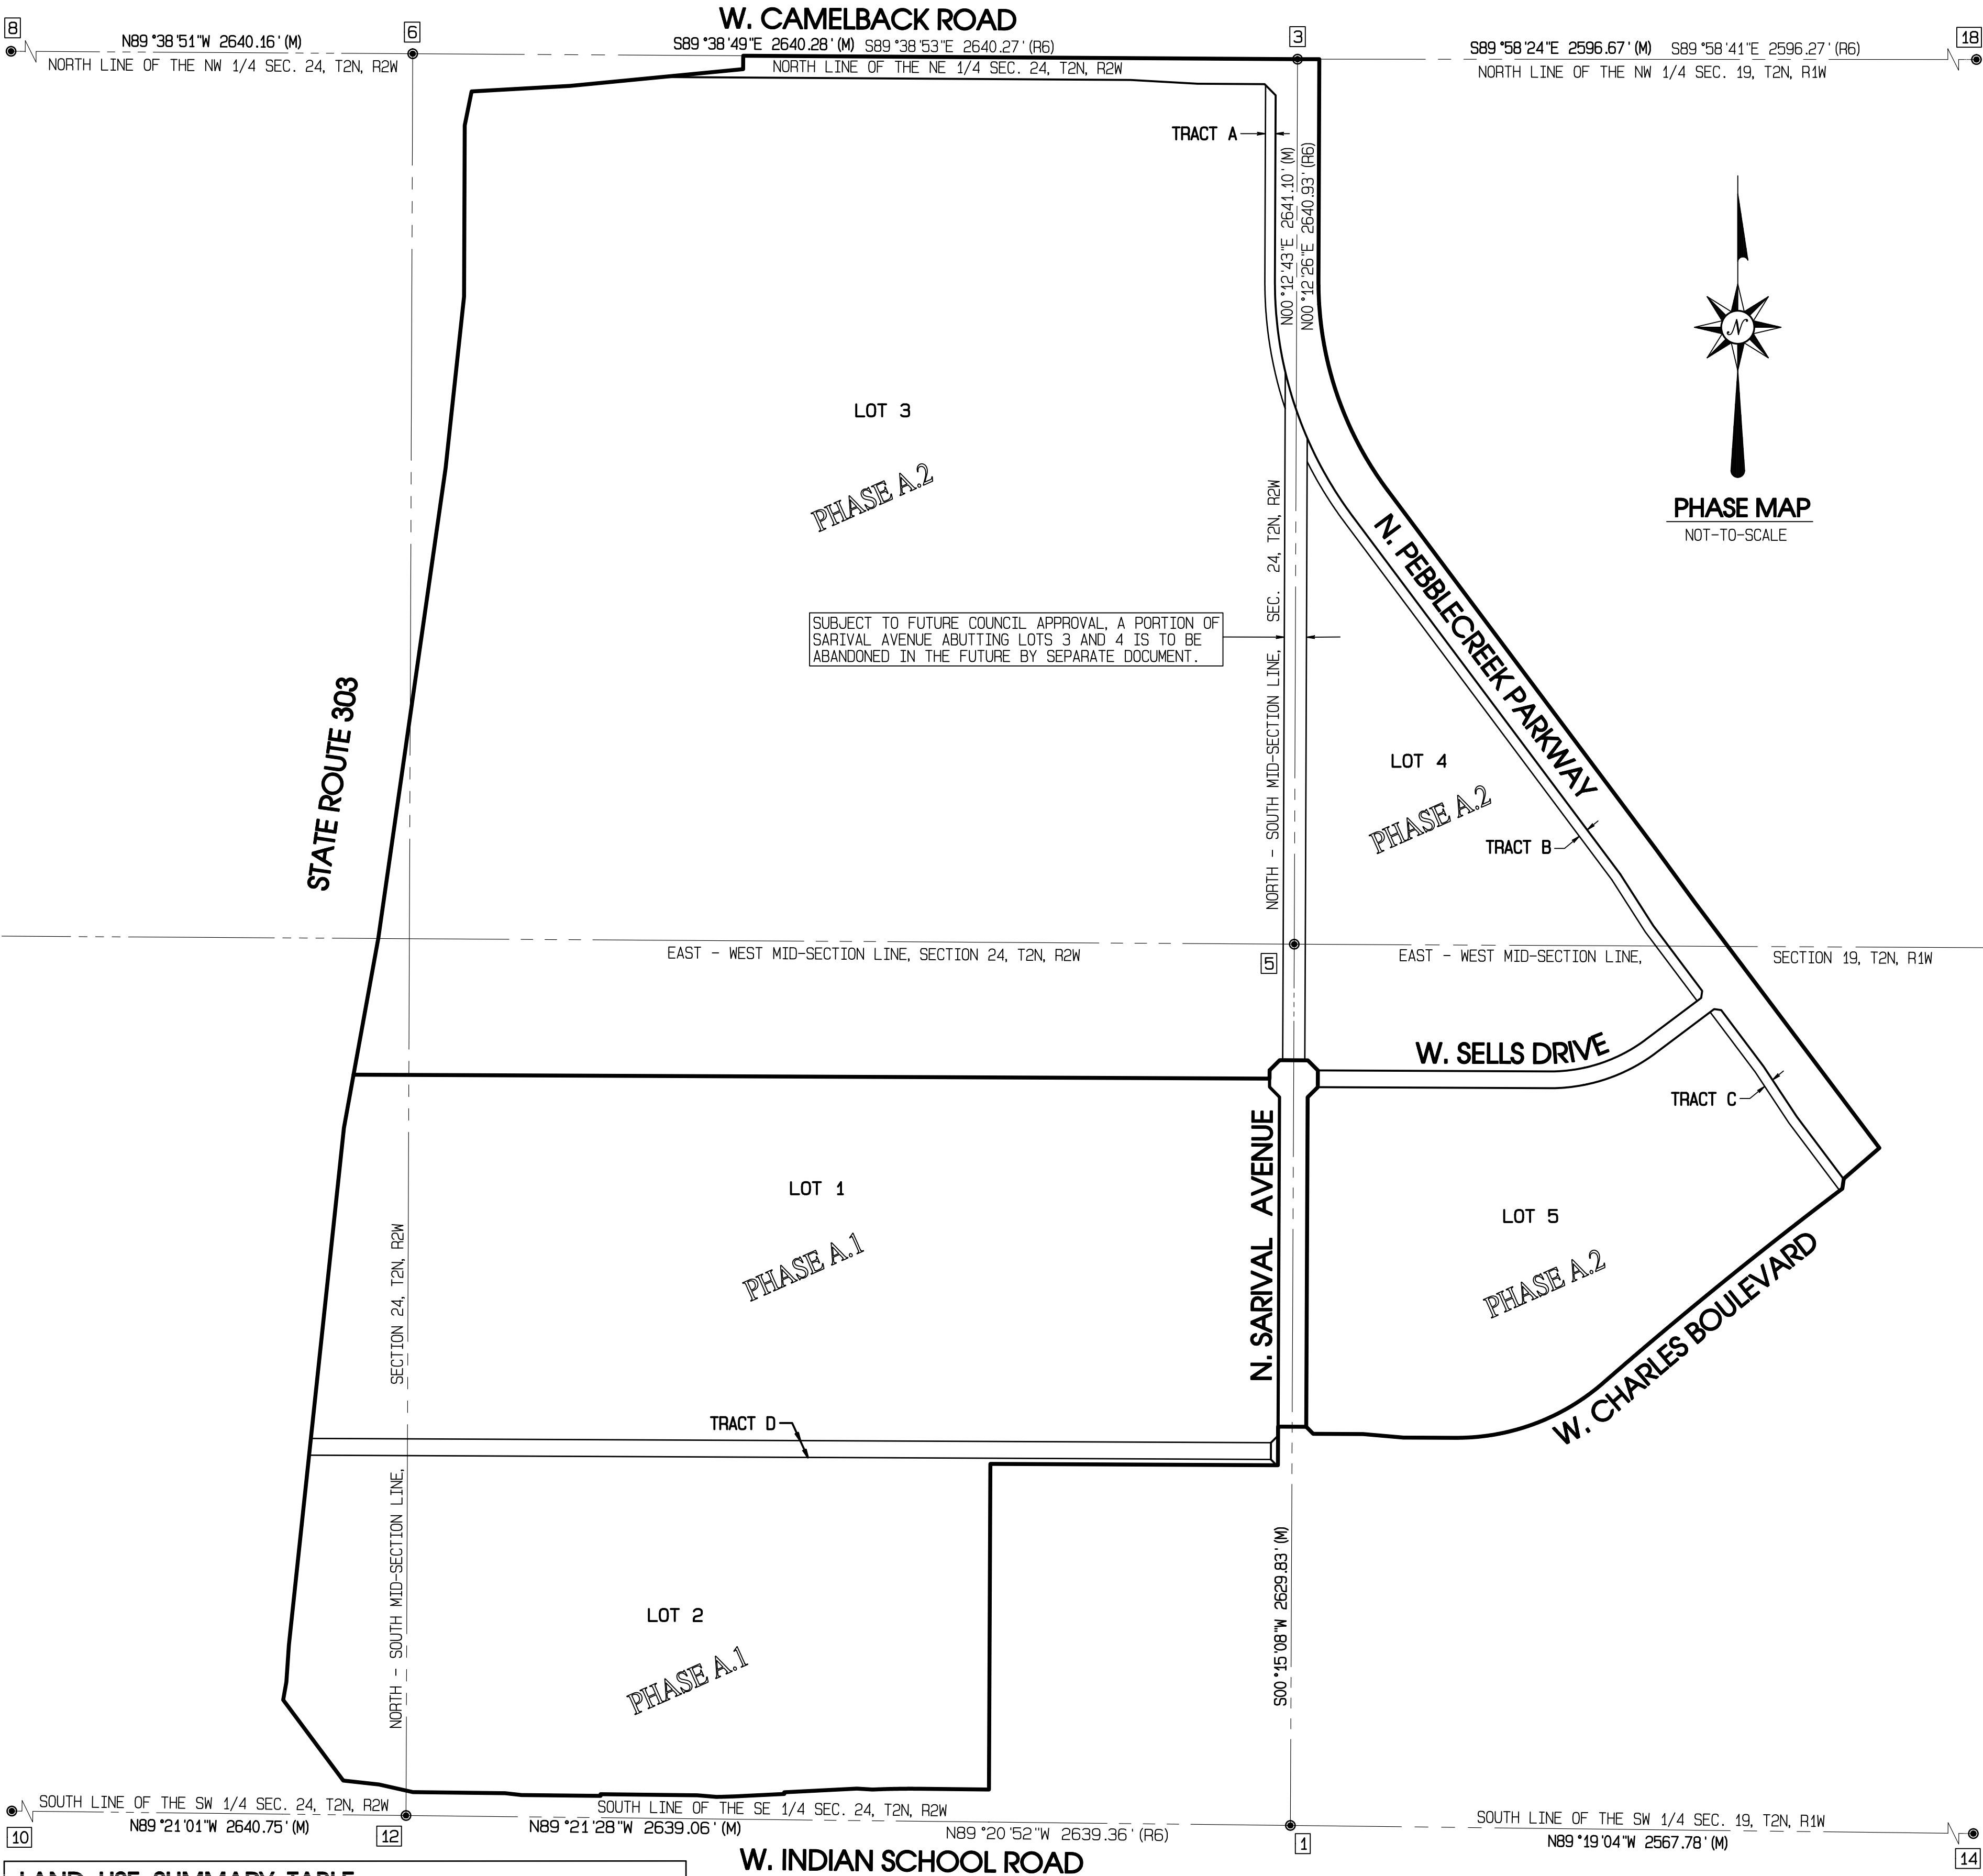 W. CAMELBACK ROAD
8
N89°38'51"W 2640.16' (M)
NORTH LINE OF THE NW 1/4 SEC. 24, T2N, R2W
6
S89°38'49"E 2640.28' (M) S89°38'53"E 2640.27' (R6)
NORTH LINE OF THE NE 1/4 SEC. 24, T2N, R2W
3
S89°58'24"E 2596.67' (M) S89°58'41"E 2596.27' (R6)
NORTH LINE OF THE NW 1/4 SEC. 19, T2N, R1W
18
TRACT A
N00°12'43"E 2641.10' (M)
N00°12'26"E 2640.93' (R6)
N
PHASE MAP
NOT-TO-SCALE
LOT 3
PHASE A.2
NORTH - SOUTH MID-SECTION LINE, SEC. 24, T2N, R2W
N. PEBBLECREEK PARKWAY
SUBJECT TO FUTURE COUNCIL APPROVAL, A PORTION OF
SARIVAL AVENUE ABUTTING LOTS 3 AND 4 IS TO BE
ABANDONED IN THE FUTURE BY SEPARATE DOCUMENT.
STATE ROUTE 303
LOT 4
PHASE A.2
TRACT B
EAST - WEST MID-SECTION LINE, SECTION 24, T2N, R2W
5
EAST - WEST MID-SECTION LINE,
SECTION 19, T2N, R1W
W. SELLS DRIVE
TRACT C
LOT 1
PHASE A.1
N. SARIVAL AVENUE
LOT 5
PHASE A.2
W. CHARLES BOULEVARD
NORTH - SOUTH MID-SECTION LINE, SECTION 24, T2N, R2W
TRACT D
S00°15'08"W 2629.83' (M)
LOT 2
PHASE A.1
SOUTH LINE OF THE SW 1/4 SEC. 24, T2N, R2W
N89°21'01"W 2640.75' (M)
10
12
SOUTH LINE OF THE SE 1/4 SEC. 24, T2N, R2W
N89°21'28"W 2639.06' (M)
N89°20'52"W 2639.36' (R6)
1
SOUTH LINE OF THE SW 1/4 SEC. 19, T2N, R1W
N89°19'04"W 2567.78' (M)
14
W. INDIAN SCHOOL ROAD
LAND USE SUMMARY TABLE